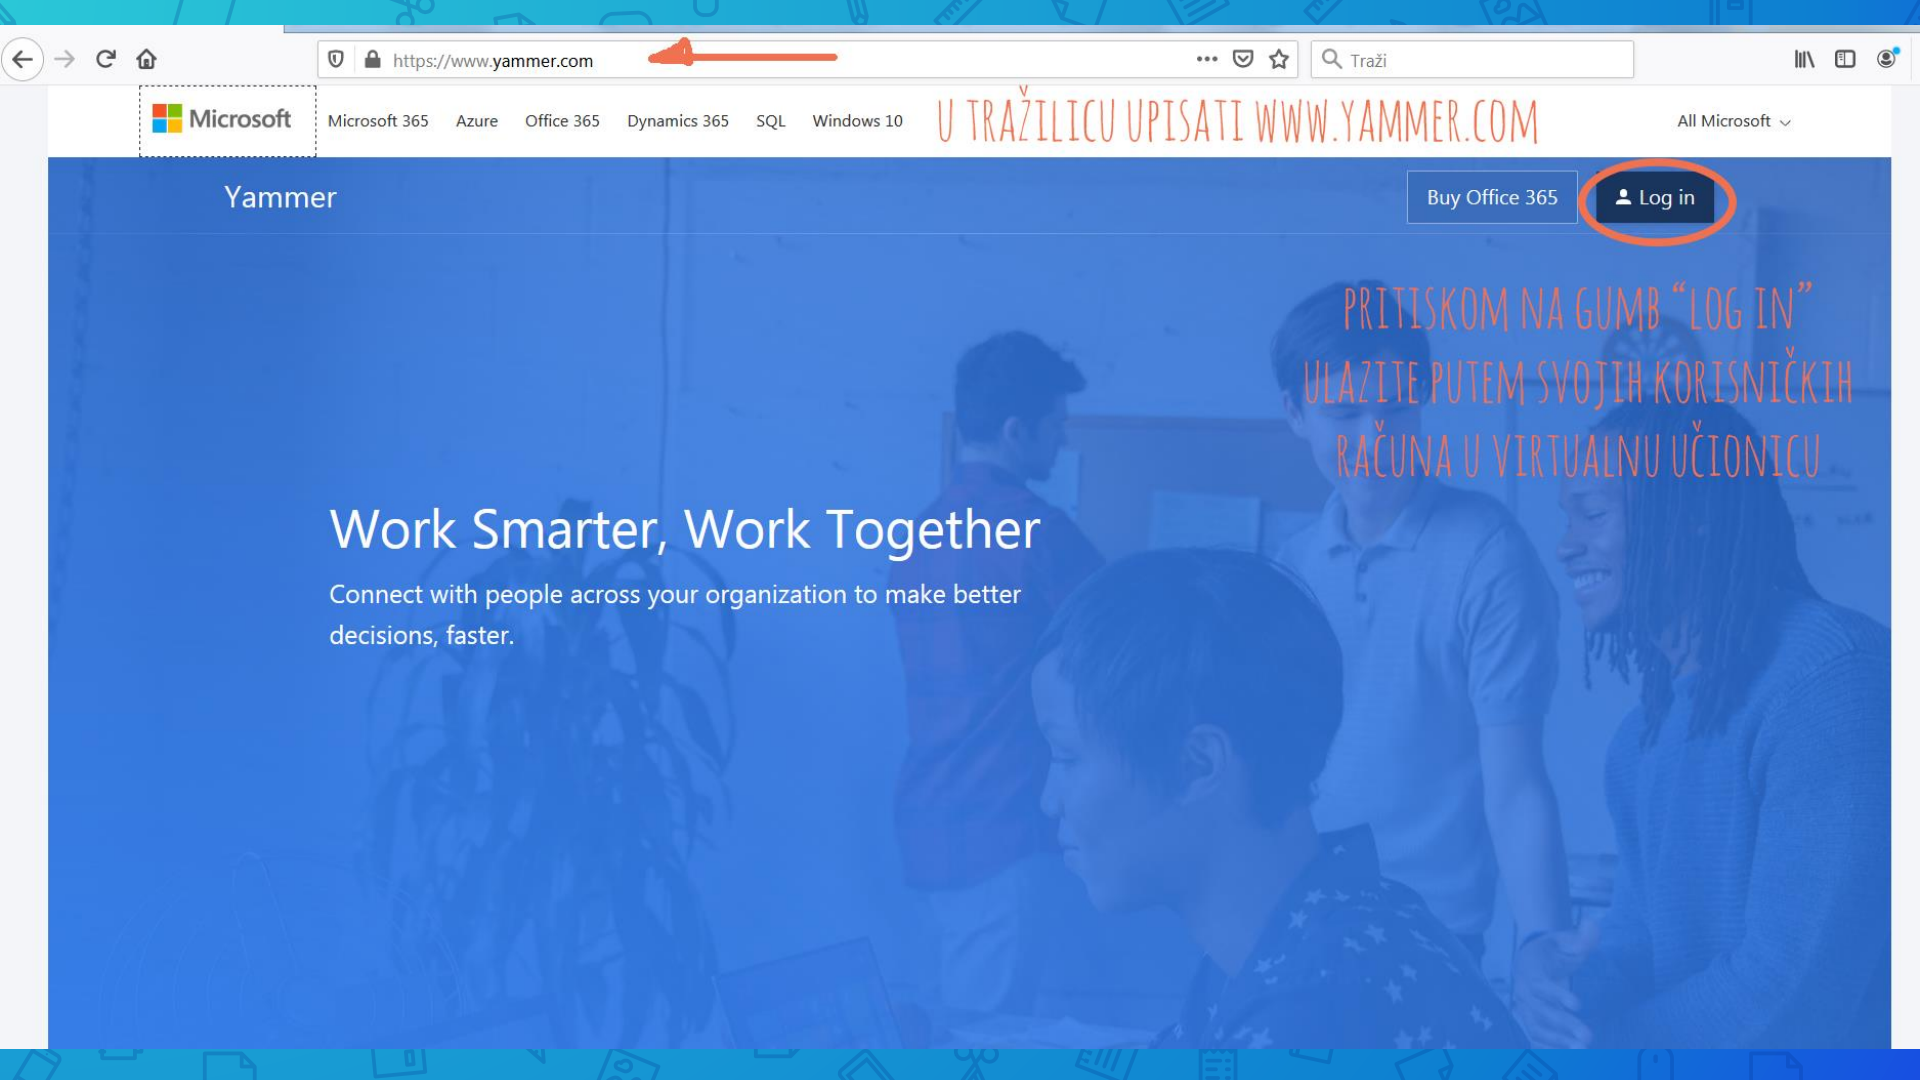 https://www.yammer.com
Traži
Microsoft
Microsoft 365
Azure
Office 365
Dynamics 365
SQL
Windows 10
U TRAŽILICU UPISATI WWW.YAMMER.COM
All Microsoft
Yammer
Buy Office 365
Log in
PRITISKOM NA GUMB “LOG IN”
ULAZITE PUTEM SVOJIH KORISNIČKIH
RAČUNA U VIRTUALNU UČIONICU
Work Smarter, Work Together
Connect with people across your organization to make better
decisions, faster.